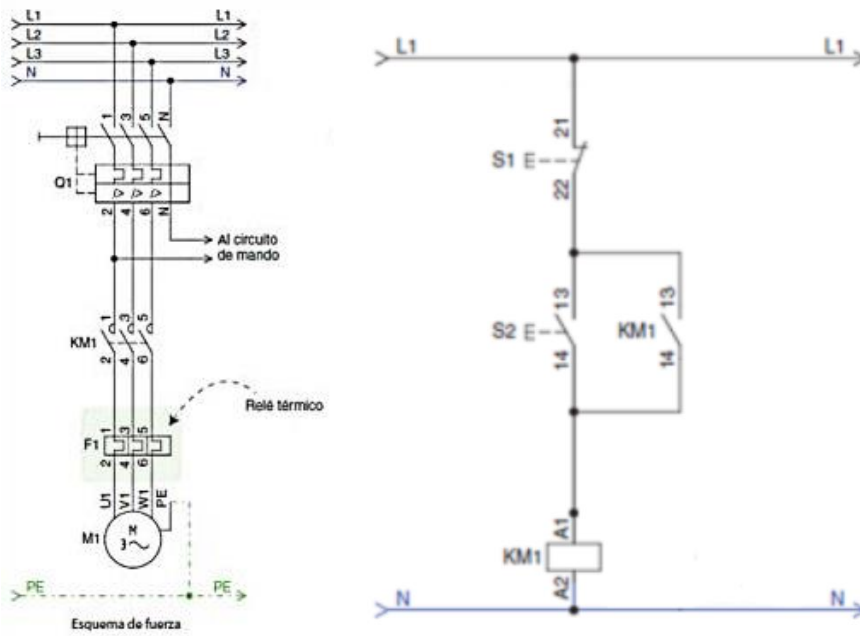 L1 L1
L2 L2
L3 L3
N N
1 3 5 N
Q1
2 4 6 N
Al circuito
de mando
1 3 5
KM1
2 4 6
Relé térmico
1 3 5
F1
2 4 6
U1 V1 W1 PE
M1
M
3
PE PE
Esquema de fuerza
L1 L1
21
S1
22
13 13
S2 KM1
14 14
A1
KM1
A2
N N